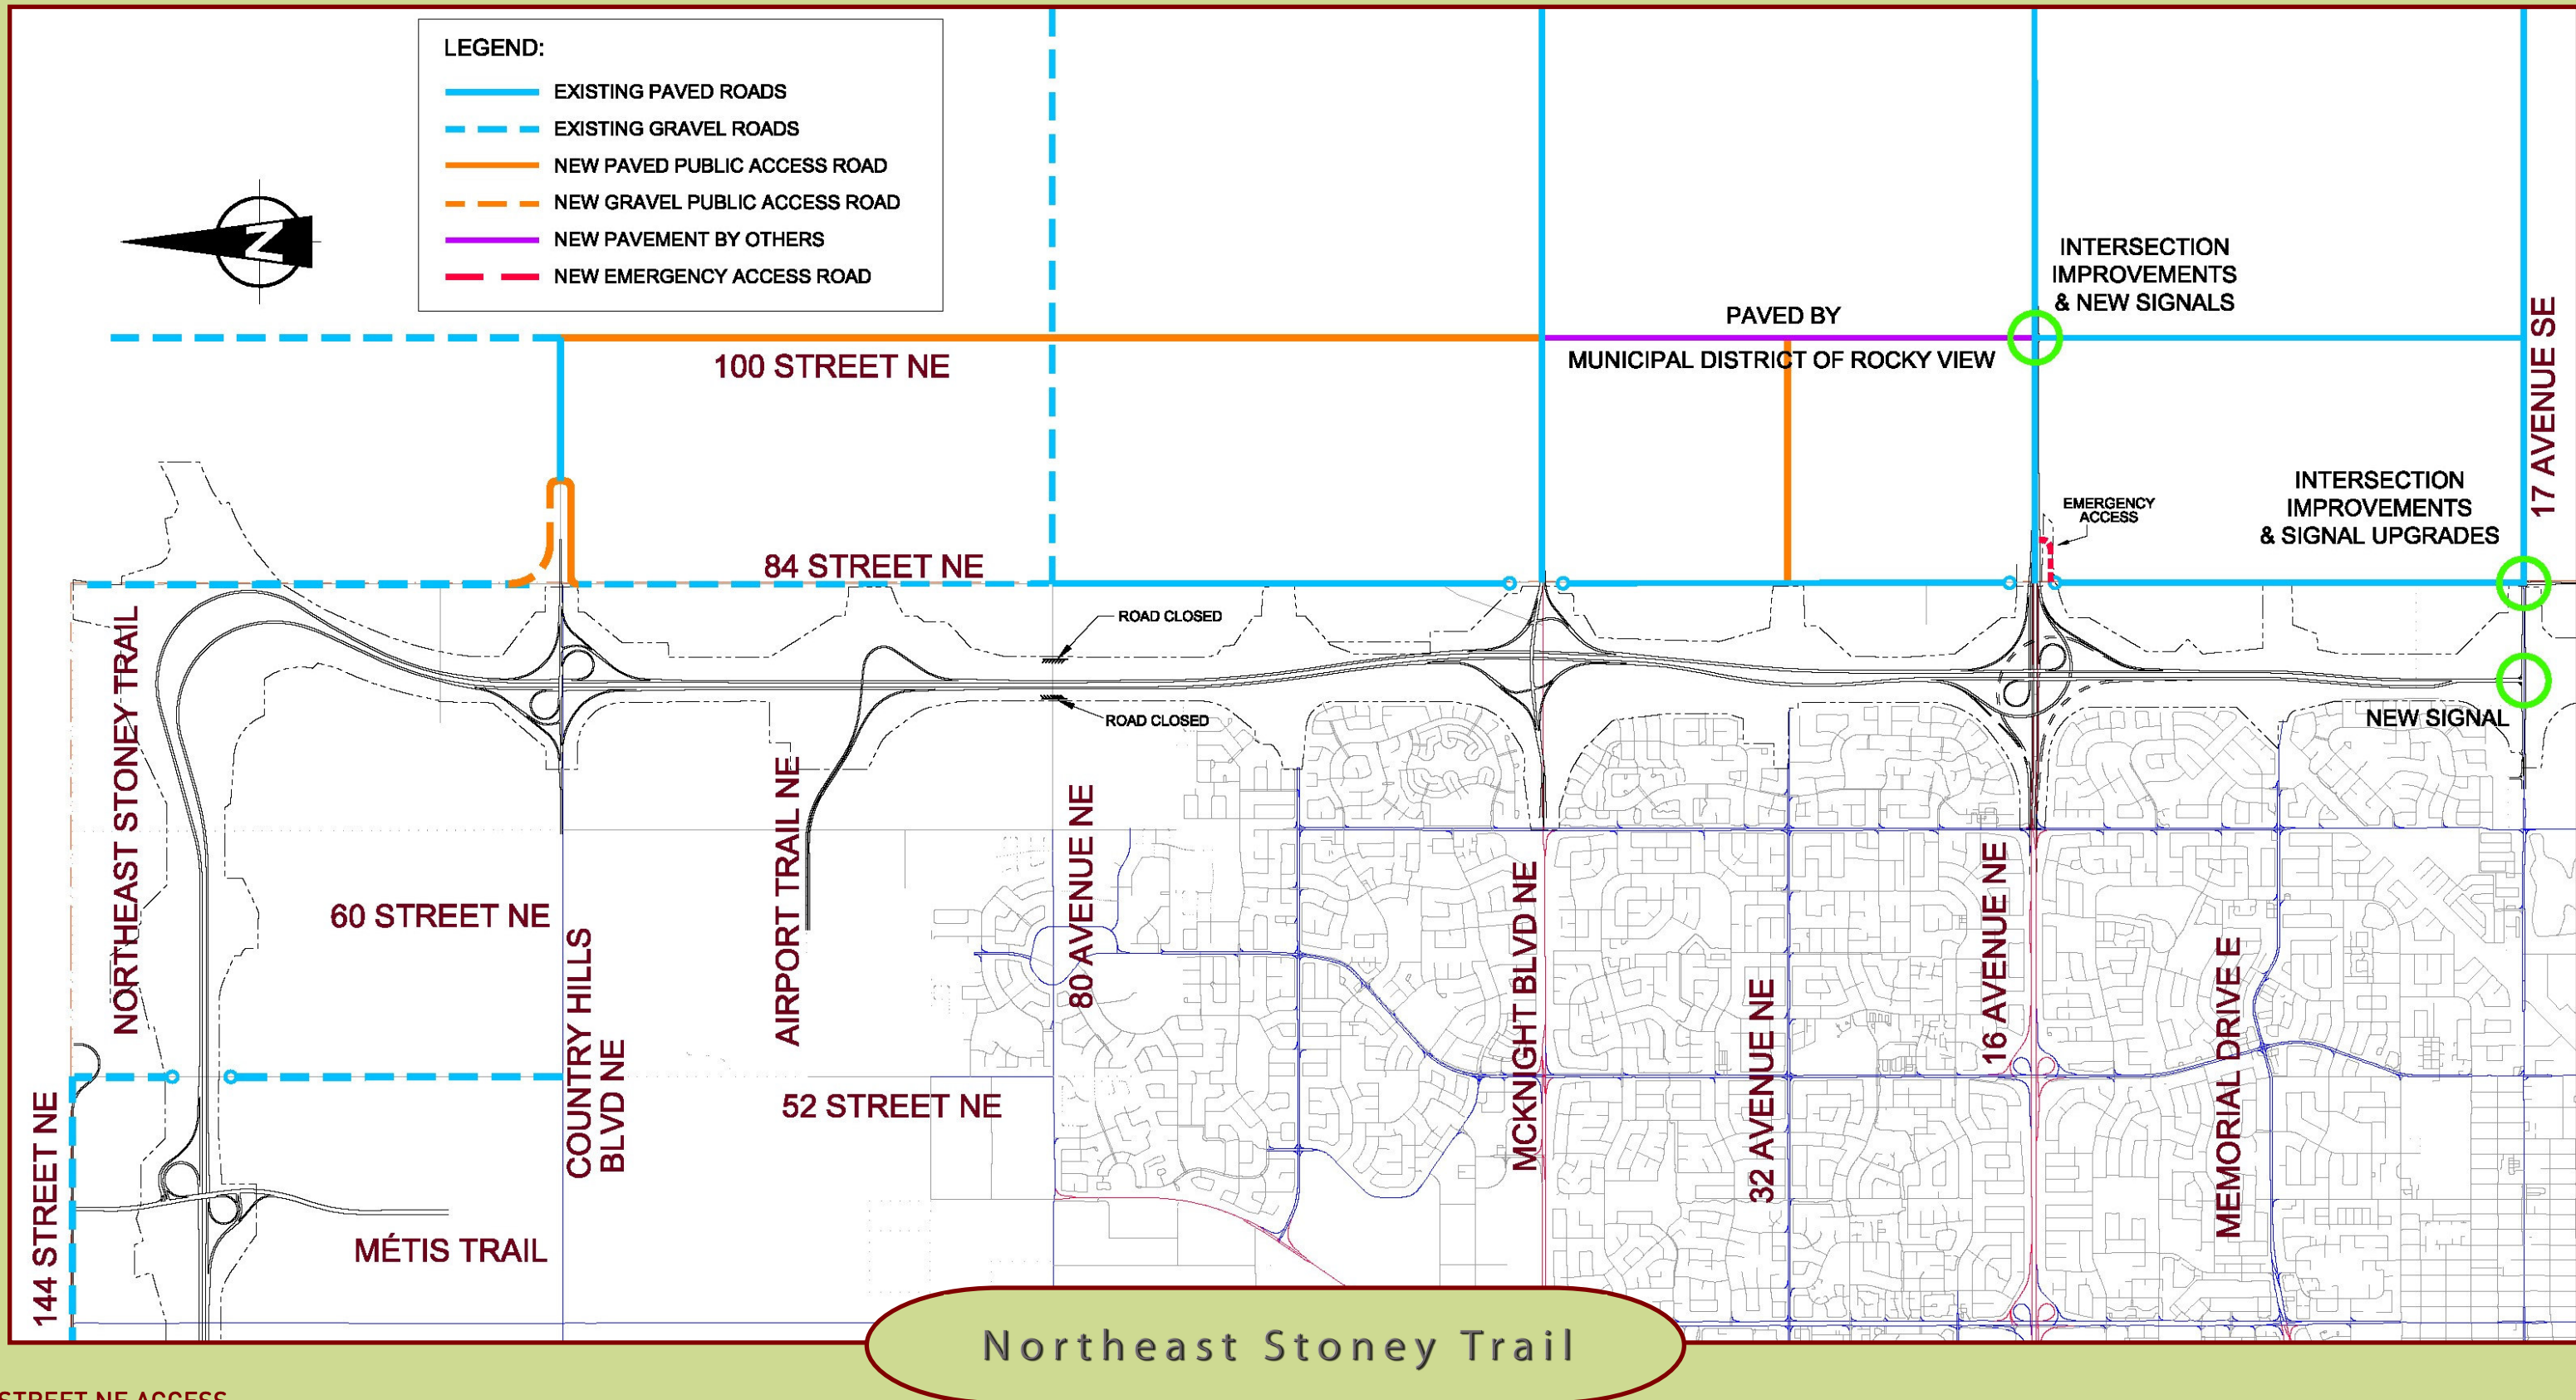 LEGEND:
EXISTING PAVED ROADS
EXISTING GRAVEL ROADS
NEW PAVED PUBLIC ACCESS ROAD
NEW GRAVEL PUBLIC ACCESS ROAD
NEW PAVEMENT BY OTHERS
NEW EMERGENCY ACCESS ROAD
N
INTERSECTION
IMPROVEMENTS
& NEW SIGNALS
PAVED BY
MUNICIPAL DISTRICT OF ROCKY VIEW
100 STREET NE
17 AVENUE SE
INTERSECTION
IMPROVEMENTS
& SIGNAL UPGRADES
EMERGENCY
ACCESS
84 STREET NE
ROAD CLOSED
ROAD CLOSED
NEW SIGNAL
NORTHEAST STONEY TRAIL
60 STREET NE
COUNTRY HILLS
BLVD NE
AIRPORT TRAIL NE
80 AVENUE NE
52 STREET NE
MCKNIGHT BLVD NE
32 AVENUE NE
16 AVENUE NE
MEMORIAL DRIVE E
144 STREET NE
MÉTIS TRAIL
Northeast Stoney Trail
STREET NE ACCESS